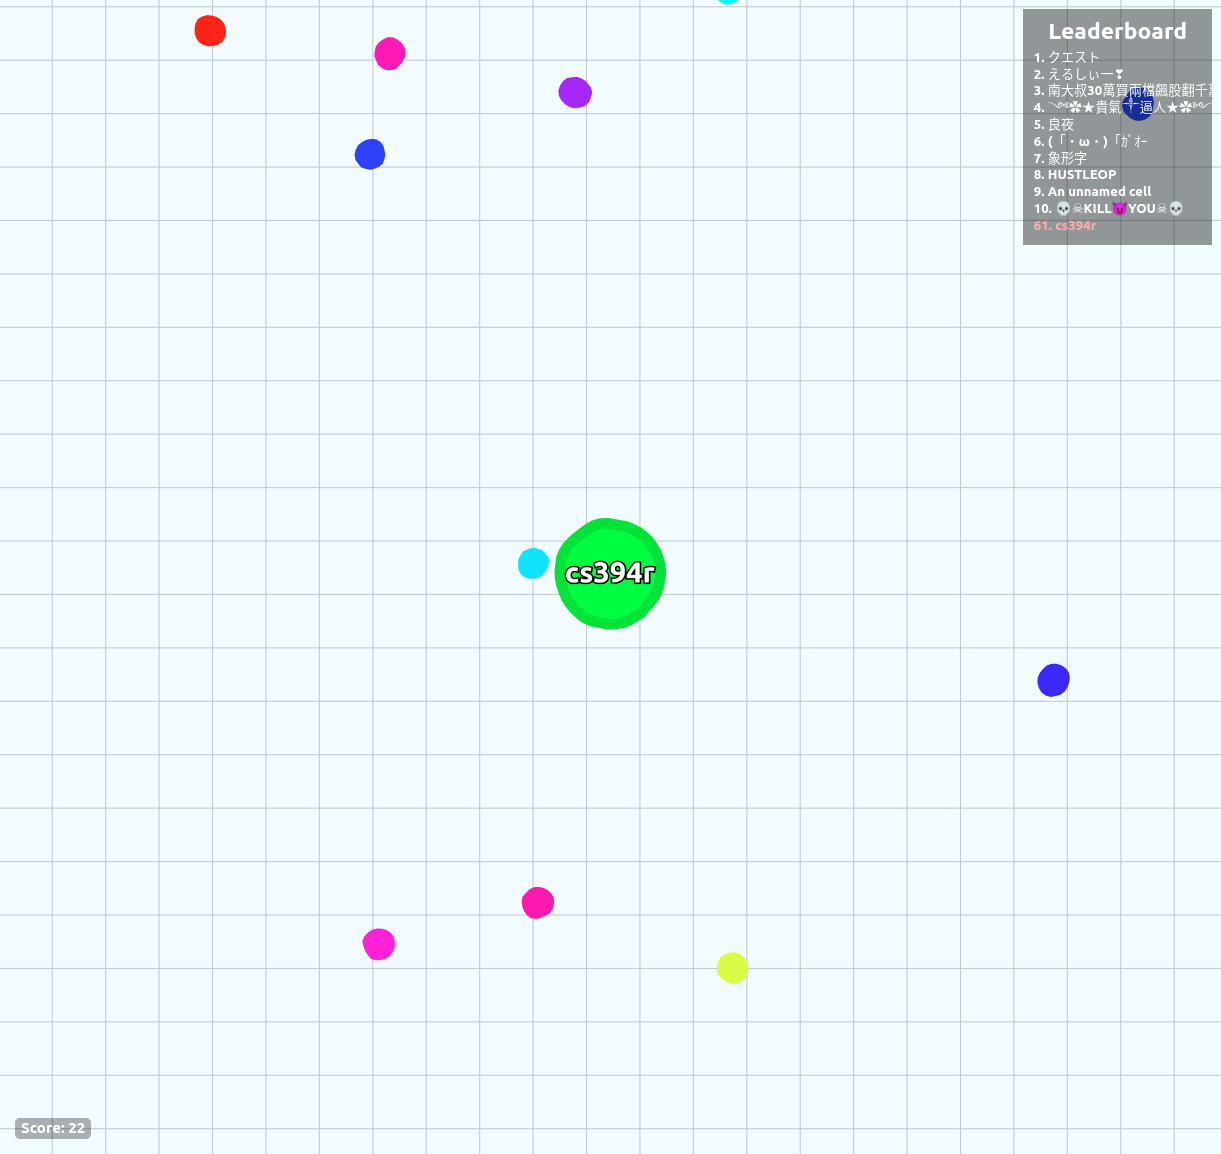 Leaderboard
1. クエスト
2. えるしぃー❣
3. 南大叔30萬買兩檔飆股翻千萬
4. ༺✤★貴氣༒逼人★✤༻
5. 良夜
6. (「・ω・)「ｶﾞｵｰ
7. 象形字
8. HUSTLEOP
9. An unnamed cell
10. 💀☠KILL😈YOU☠💀
61. cs394r
cs394r
Score: 22